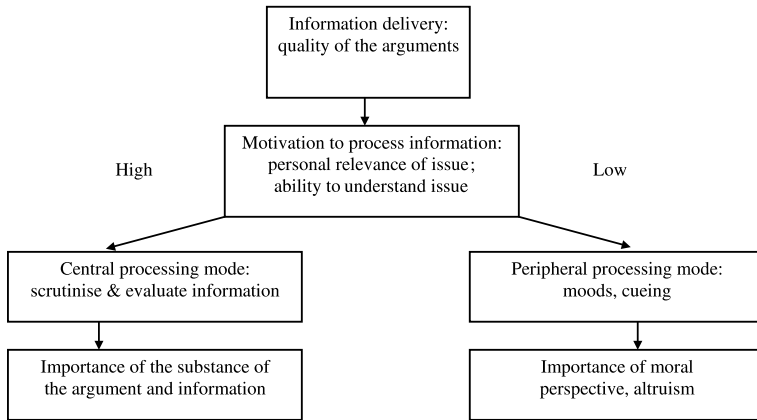 Information delivery:
quality of the arguments
Motivation to process information:
personal relevance of issue;
ability to understand issue
High
Low
Central processing mode:
scrutinise & evaluate information
Peripheral processing mode:
moods, cueing
Importance of the substance of
the argument and information
Importance of moral
perspective, altruism